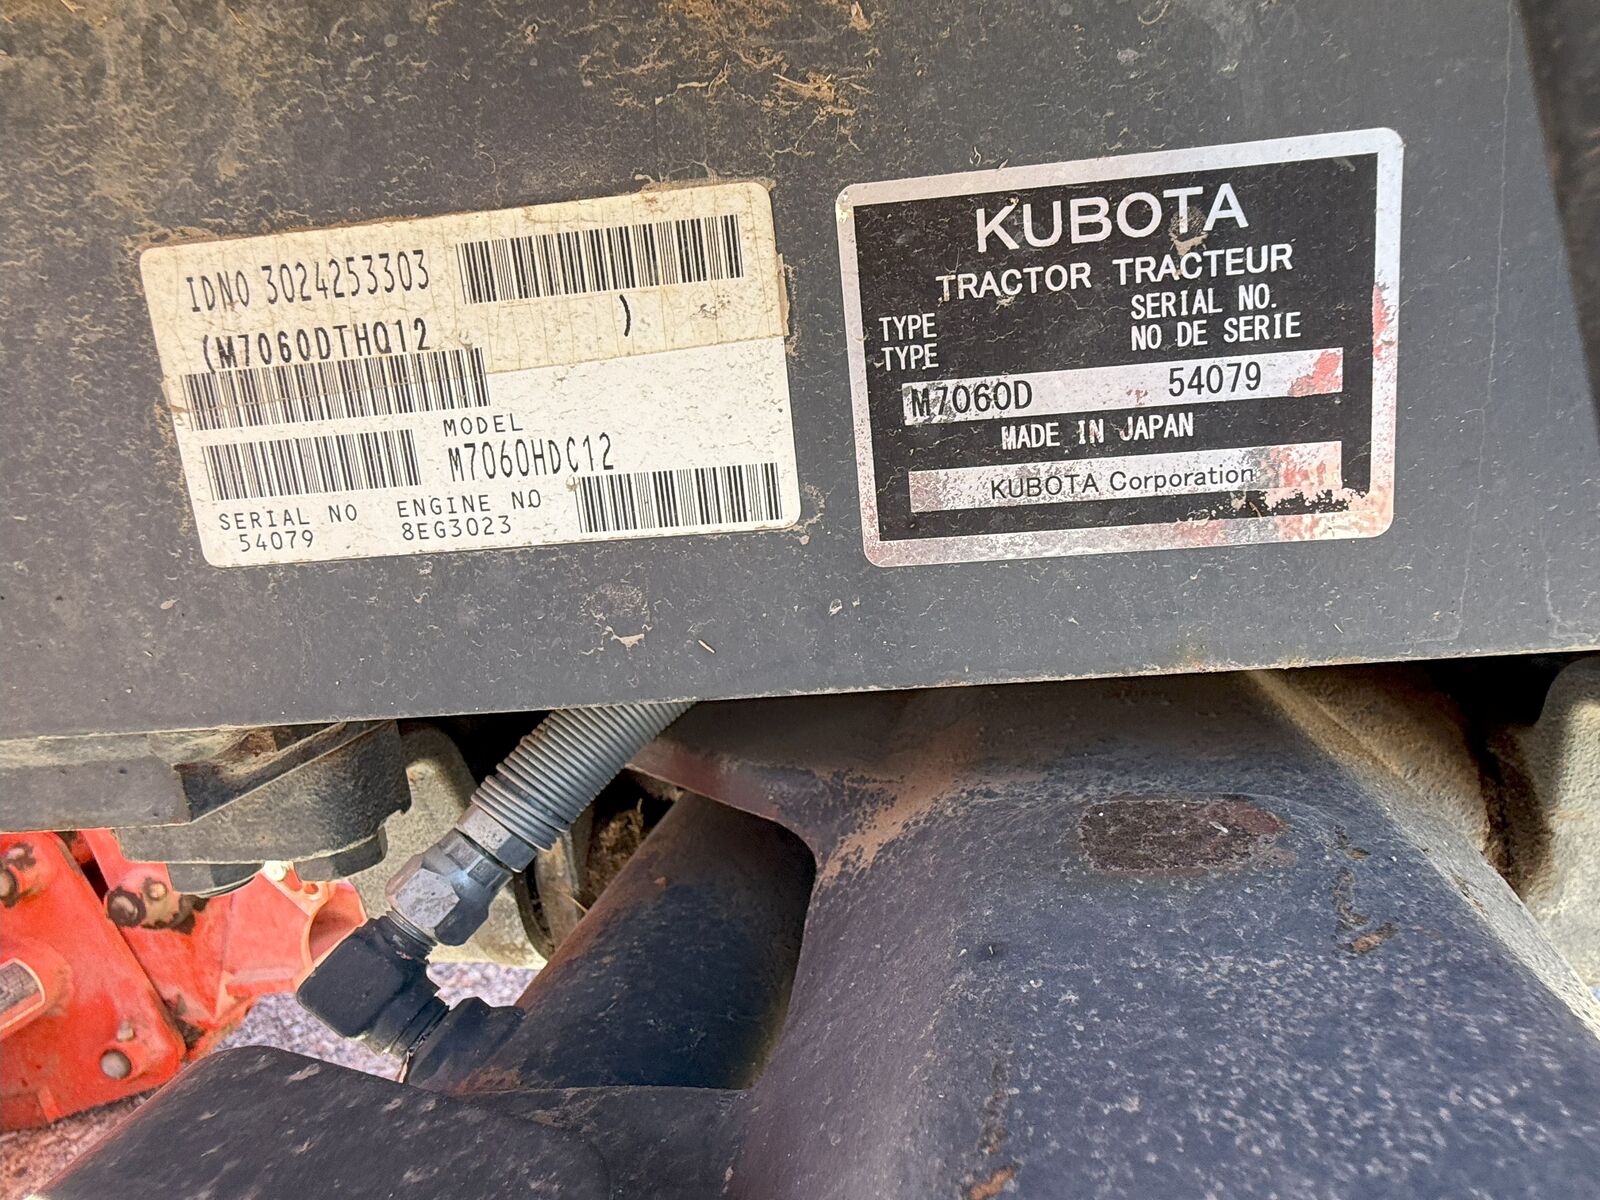 IDNO 3024253303
(M7060DTHQ12 )
MODEL
M7060HDC12
SERIAL NO ENGINE NO
54079 8EG3023
KUBOTA
TRACTOR TRACTEUR
TYPE SERIAL NO.
TYPE NO DE SERIE
M7060D 54079
MADE IN JAPAN
KUBOTA Corporation